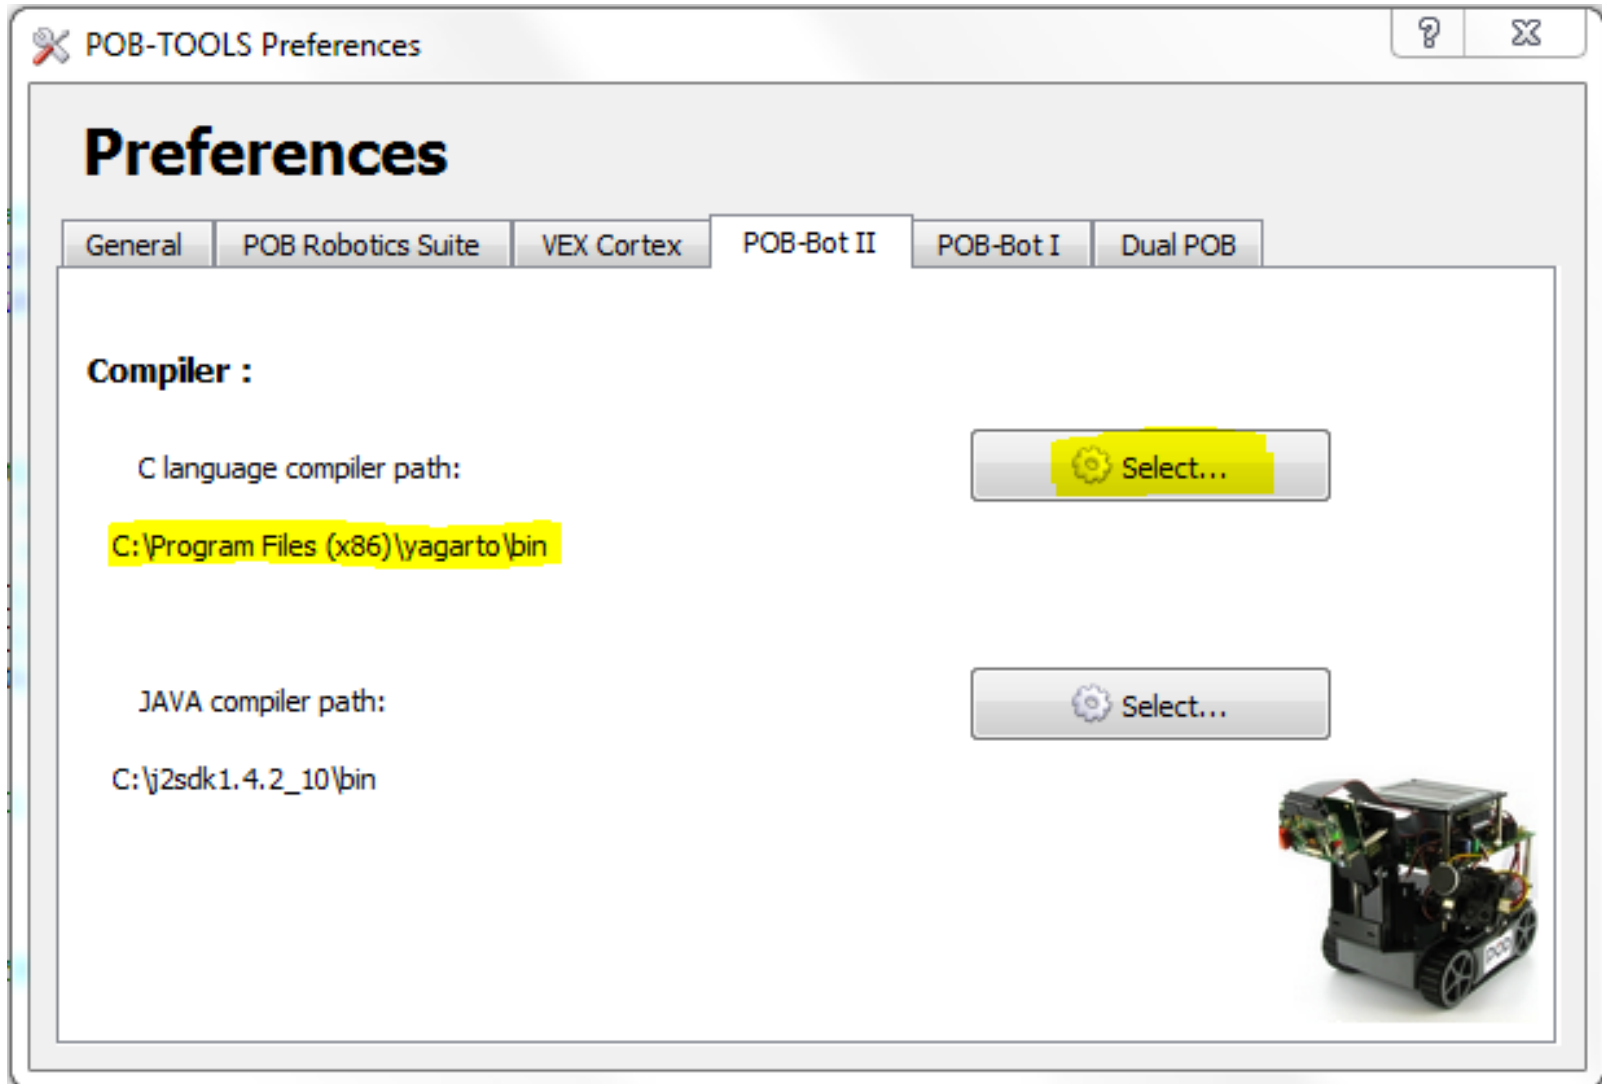 POB-TOOLS Preferences
Preferences
General POB Robotics Suite VEX Cortex POB-Bot II POB-Bot I Dual POB
Compiler :
C language compiler path: Select...
C:\Program Files (x86)\yagarto\bin
JAVA compiler path: Select...
C:\j2sdk1.4.2_10\bin
POB